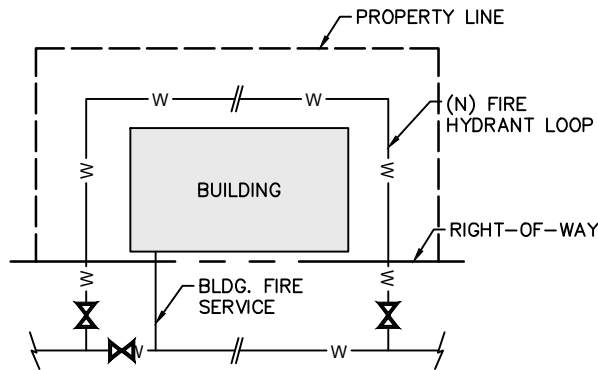 PROPERTY LINE
W
W
(N) FIRE
HYDRANT LOOP
W
W
BUILDING
RIGHT-OF-WAY
W
W
BLDG. FIRE
SERVICE
W
W